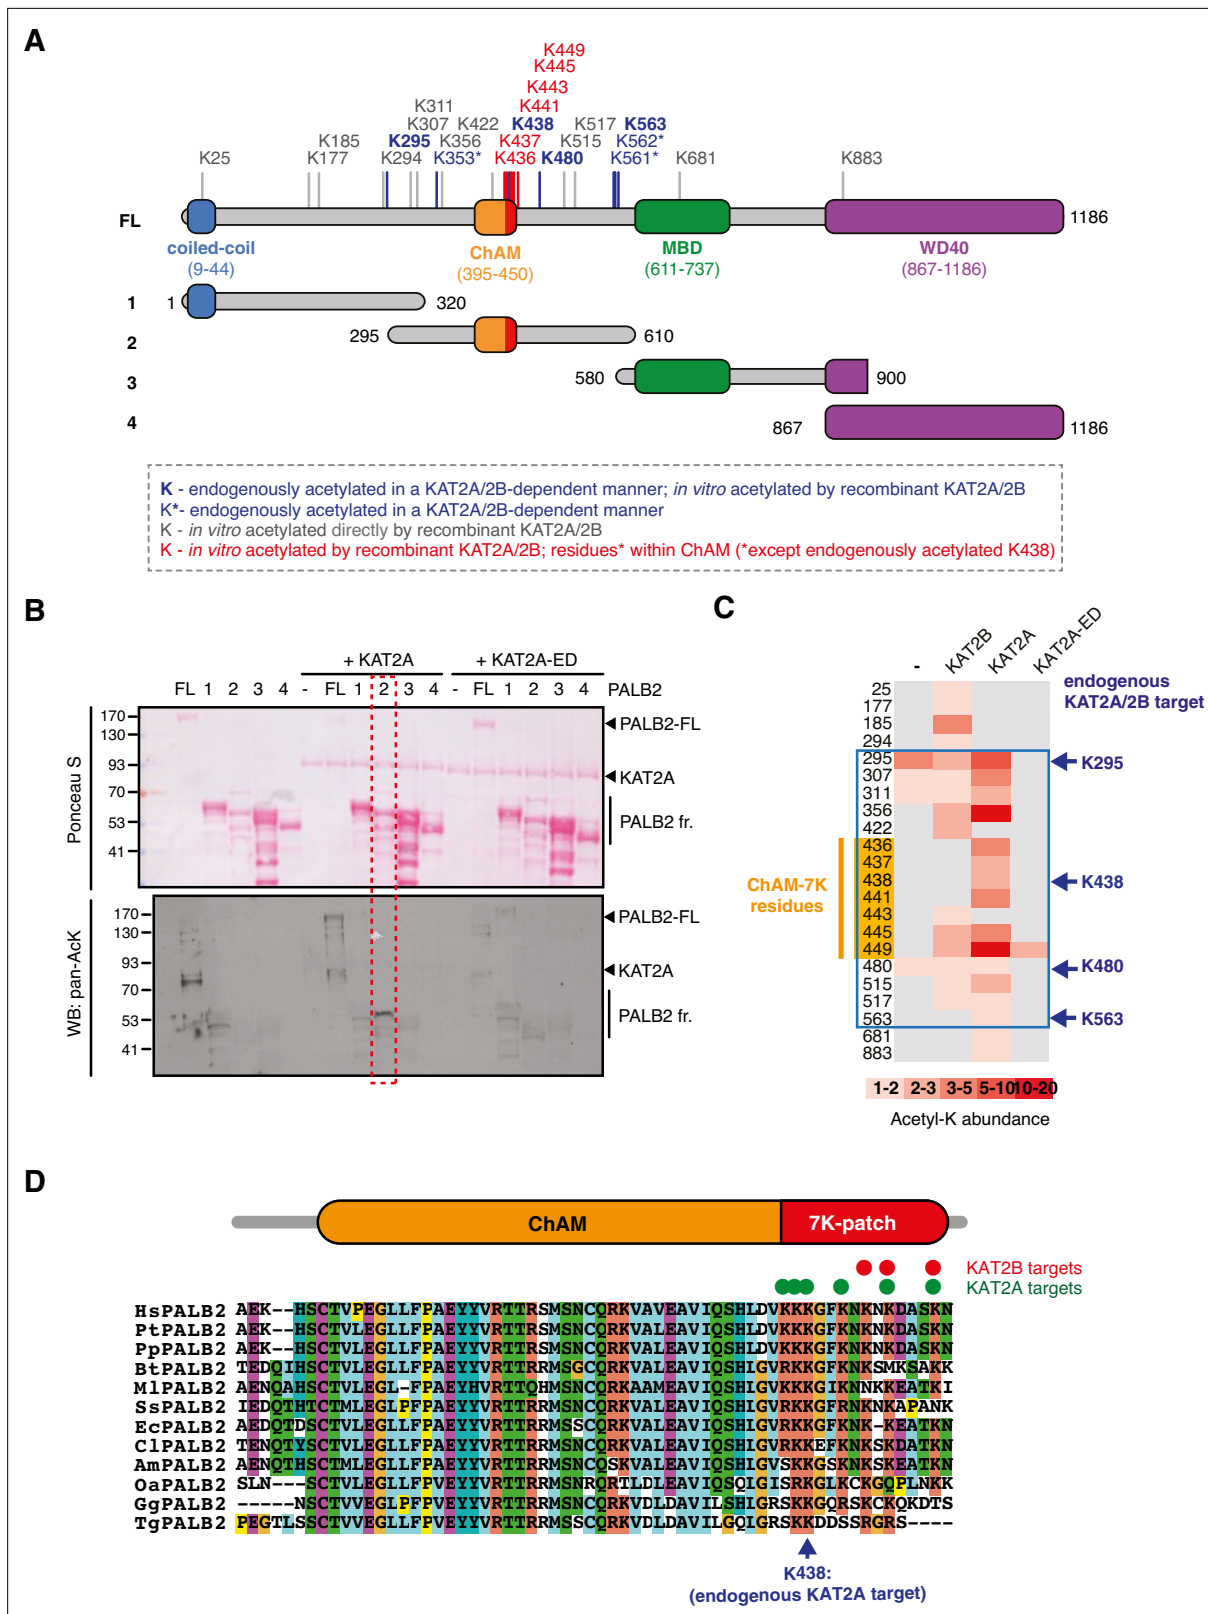 A
K449
K445
K443
K311 K441
K185 K307 K422 K438 K517 K563
K295 K356 K437 K515 K562*
K25 K177 K294 K353* K436 K480 K561* K681 K883
FL 1186
coiled-coil ChAM MBD WD40
(9-44) (395-450) (611-737) (867-1186)
1 1 320
2 295 610
3 580 900
4 867 1186
K - endogenously acetylated in a KAT2A/2B-dependent manner; in vitro acetylated by recombinant KAT2A/2B
K*- endogenously acetylated in a KAT2A/2B-dependent manner
K - in vitro acetylated directly by recombinant KAT2A/2B
K - in vitro acetylated by recombinant KAT2A/2B; residues* within ChAM (*except endogenously acetylated K438)
B
+ KAT2A + KAT2A-ED
FL 1 2 3 4 - FL 1 2 3 4 - FL 1 2 3 4 PALB2
Ponceau S
170
130
93
70
53
41
PALB2-FL
KAT2A
PALB2 fr.
WB: pan-AcK
170
130
93
70
53
41
PALB2-FL
KAT2A
PALB2 fr.
C
- KAT2B KAT2A KAT2A-ED
endogenous
KAT2A/2B target
25
177
185
294
295 K295
307
311
356
422
436
437
438 K438
441
443
445
449
480 K480
515
517
563 K563
681
883
ChAM-7K
residues
1-2 2-3 3-5 5-10 10-20
Acetyl-K abundance
D
ChAM 7K-patch
KAT2B targets
KAT2A targets
HsPALB2 AEK--HSCTVPEGLLFPAEYYVRTTRSMSNCQRKVAVEAVIQSHLDVKKKGFKNKNKDASKN
PtPALB2 AEK--HSCTVLEGLLFPAEYYVRTTRSMSNCQRKVALEAVIQSHLDVKKKGFKNKNKDASKN
PpPALB2 AEK--HSCTVLEGLLFPAEYYVRTTRSMSNCQRKVALEAVIQSHLDVKKKGFKNKNKDASKN
BtPALB2 TEDQIHSCTVLEGLLFPAEYYVRTTRRMSGCQRKVALEAVIQSHLGVRKKGFKNKSMKSAKK
MlPALB2 AENQAHSCTVLEGL-FPAEYHVRTTQHMSNCQRKAAMEAVIQSHLGVKKKGIKNNKKEATKI
SsPALB2 IEDQTHTCTMLEGLPFPAEYYVRTTRRMSNCQRKVALEAVIQSHLGVKKKGFRNKNKAPANK
EcPALB2 AEDQTDSCTVLEGLLFPAEYYVRTTRRMSSCQRKVALEAVIQSHLGVKKKGFKNK-KEATKN
ClPALB2 TENQTYSCTVLEGLLFPAEYYVRTTRRMSNCQRKVALEAVIQSHLGVRKKEFKNKSKDATKN
AmPALB2 AENQTHCTMLEGLLFPAEYYVRTTRRMSNCQSKVALEAVIQSHLGVSKKGSKNKSKEATKN
OaPALB2 SLN---SCTVLEGLLFPVEYYVRTTRRMSNRQRTLDLEAVIQSQLGISRKGLKCKGQPLNKK
GgPALB2 -----NSCTVVEGLPFPVEYYVRTTRRMSNCQRKVDLDAVILSHLGRSKKGQRSKCKQKDTS
TgPALB2 PEGTLSSCTVVEGLLFPVEYYVRTTRRMSSCQRKVDLDAVILGQLGRSKKDDSSRGRS----
K438:
(endogenous KAT2A target)